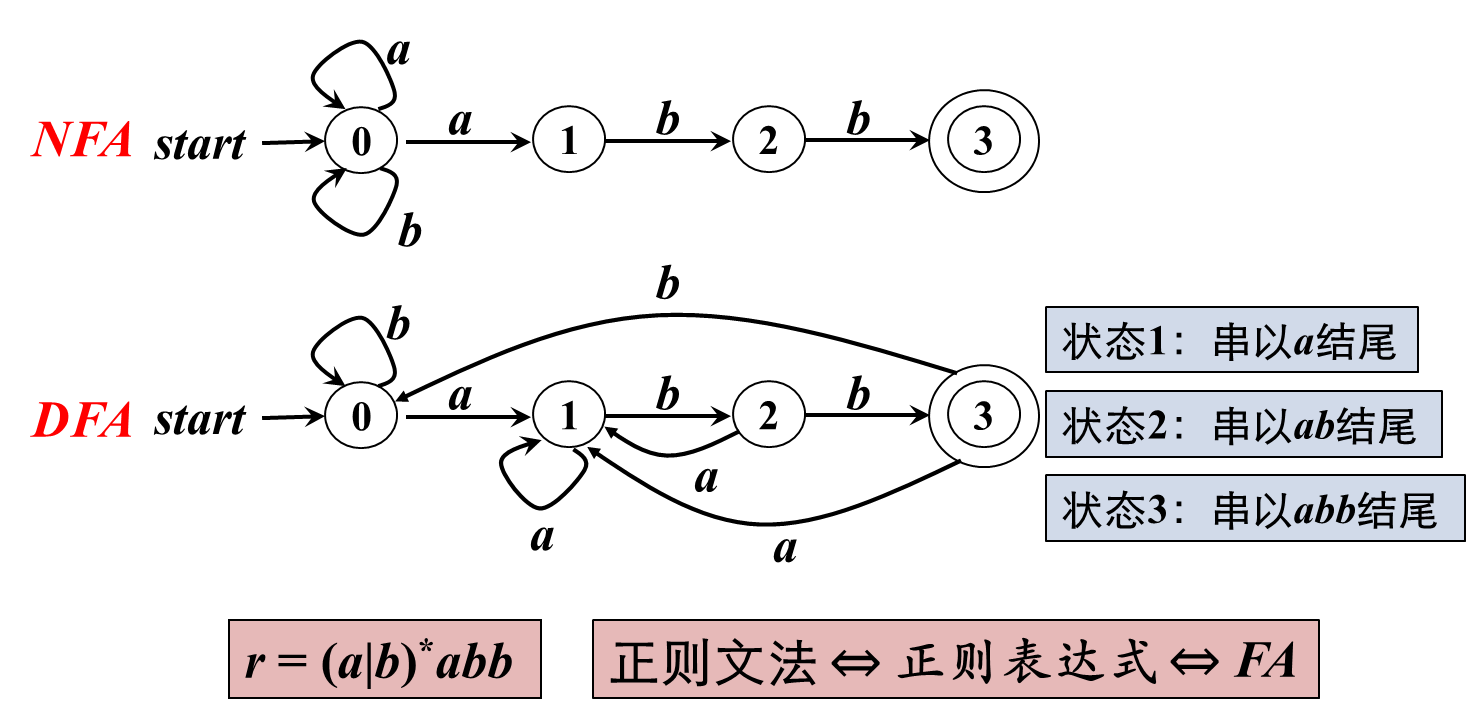 a
NFA start 0 a 1 b 2 b 3
b
b
b
DFA start 0 a 1 b 2 b 3
a
a
a
状态1：串以a结尾
状态2：串以ab结尾
状态3：串以abb结尾
r = (a|b)*abb
正则文法⇔正则表达式⇔FA